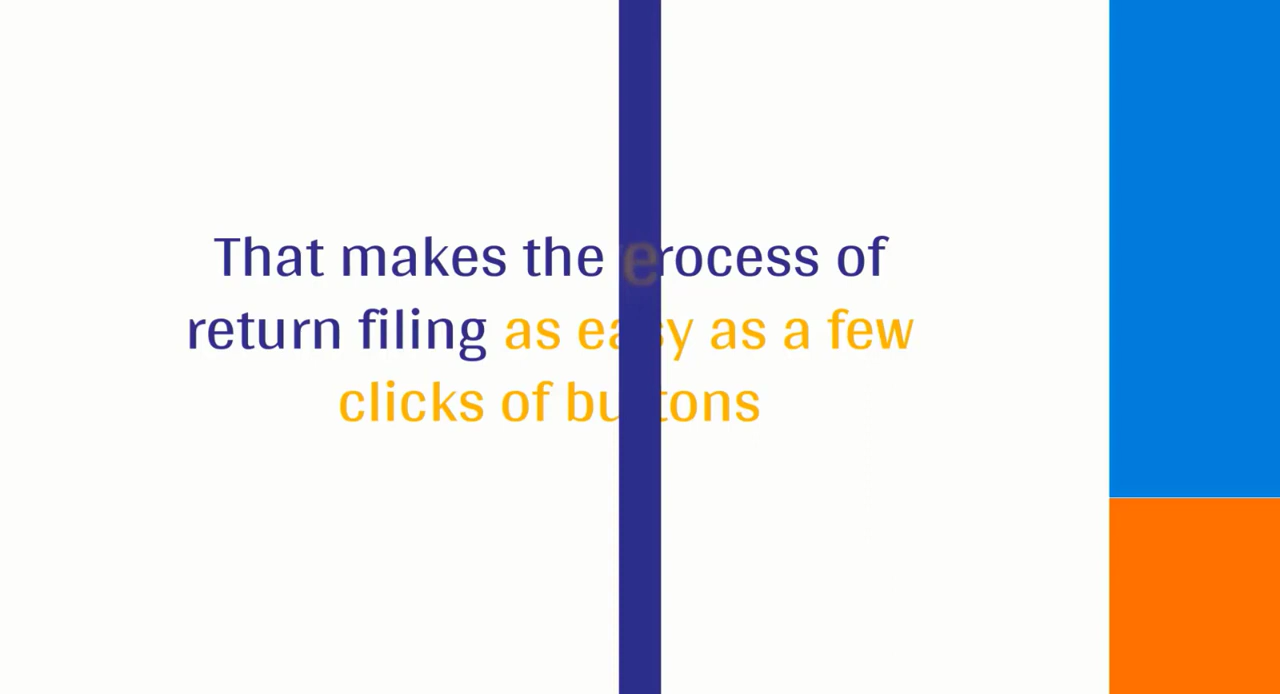 That makes the process of
return filing as easy as a few
clicks of buttons